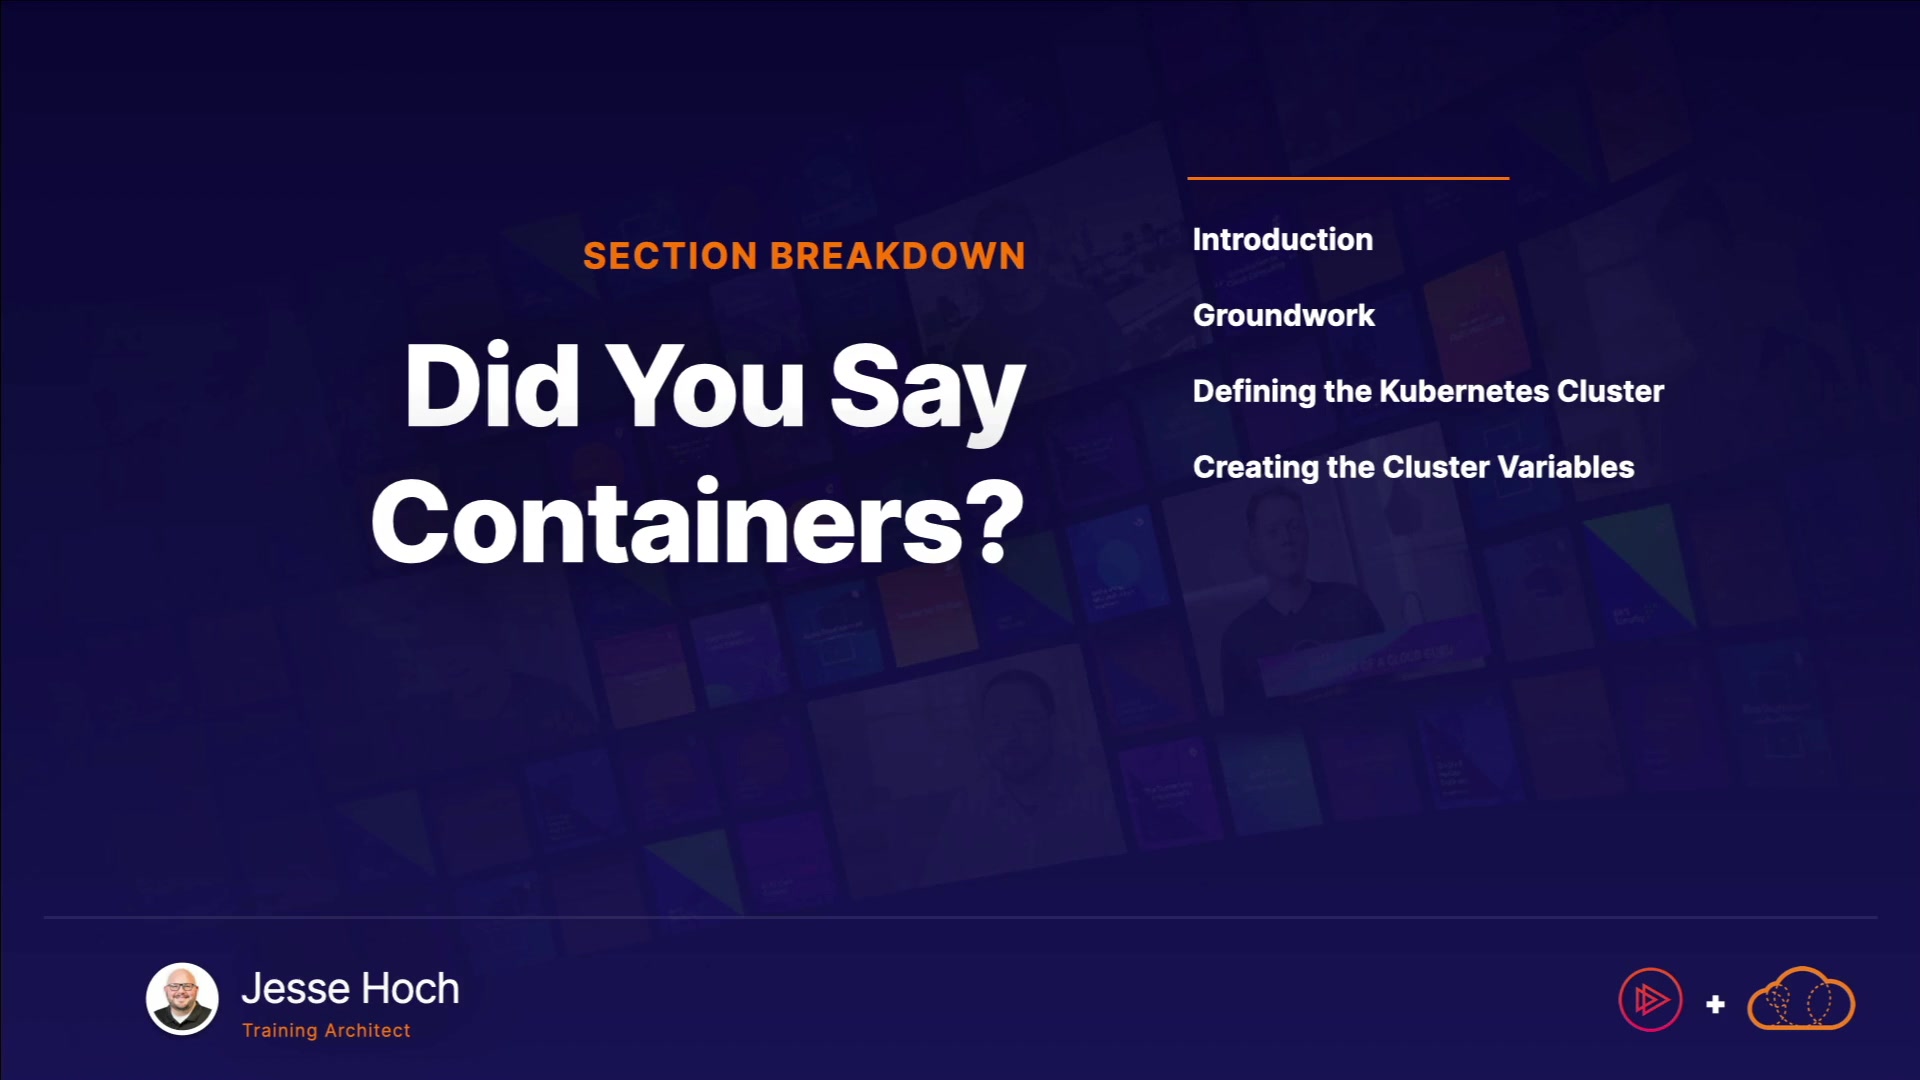 SECTION BREAKDOWN
Did You Say
Containers?
Introduction
Groundwork
Defining the Kubernetes Cluster
Creating the Cluster Variables
Jesse Hoch
Training Architect